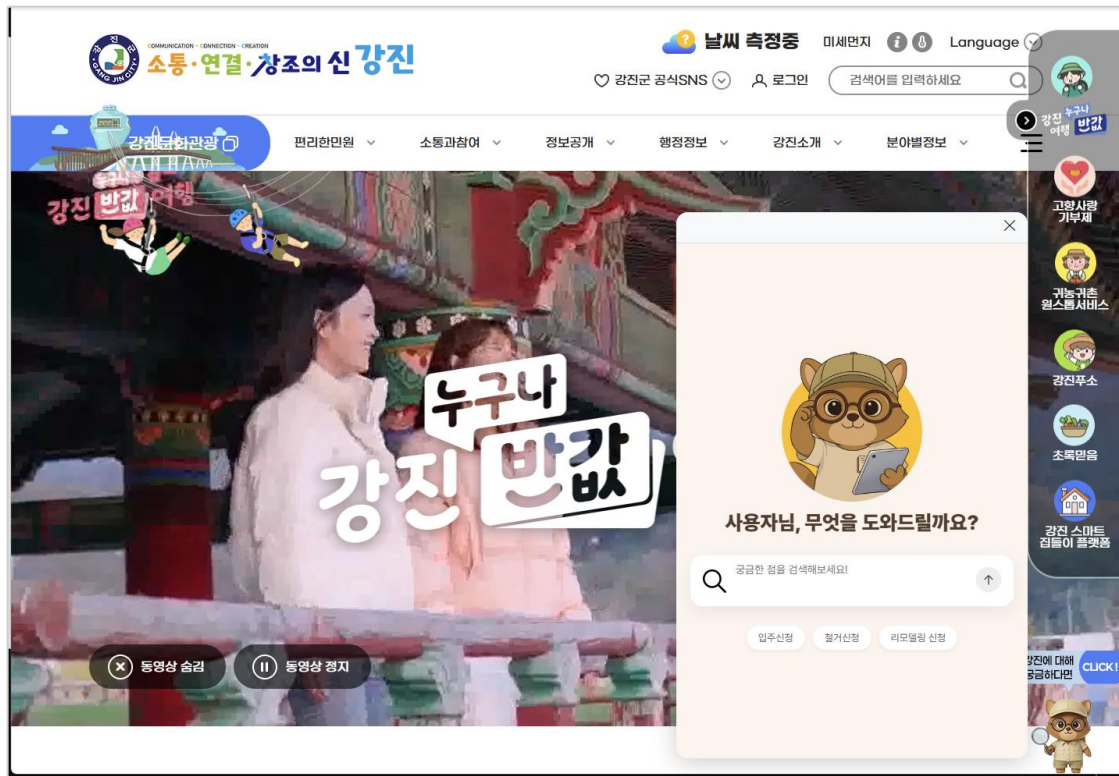 강진군
GANG JIN CITY
COMMUNICATION · CONNECTION · CREATION
소통·연결·창조의 신 강진
날씨 측정중
미세먼지
Language
강진군 공식SNS
로그인
검색어를 입력하세요
강진문화관광
편리한민원
소통과참여
정보공개
행정정보
강진소개
분야별정보
누구나
강진 반값 여행
누구나
강진 반값
강진 누구나
여행 반값
고향사랑
기부제
귀농귀촌
원스톱서비스
강진푸소
초록믿음
강진 스마트
집들이 플랫폼
사용자님, 무엇을 도와드릴까요?
궁금한 점을 검색해보세요!
입주신청
철거신청
리모델링 신청
동영상 숨김
동영상 정지
강진에 대해
궁금하다면
CLICK!